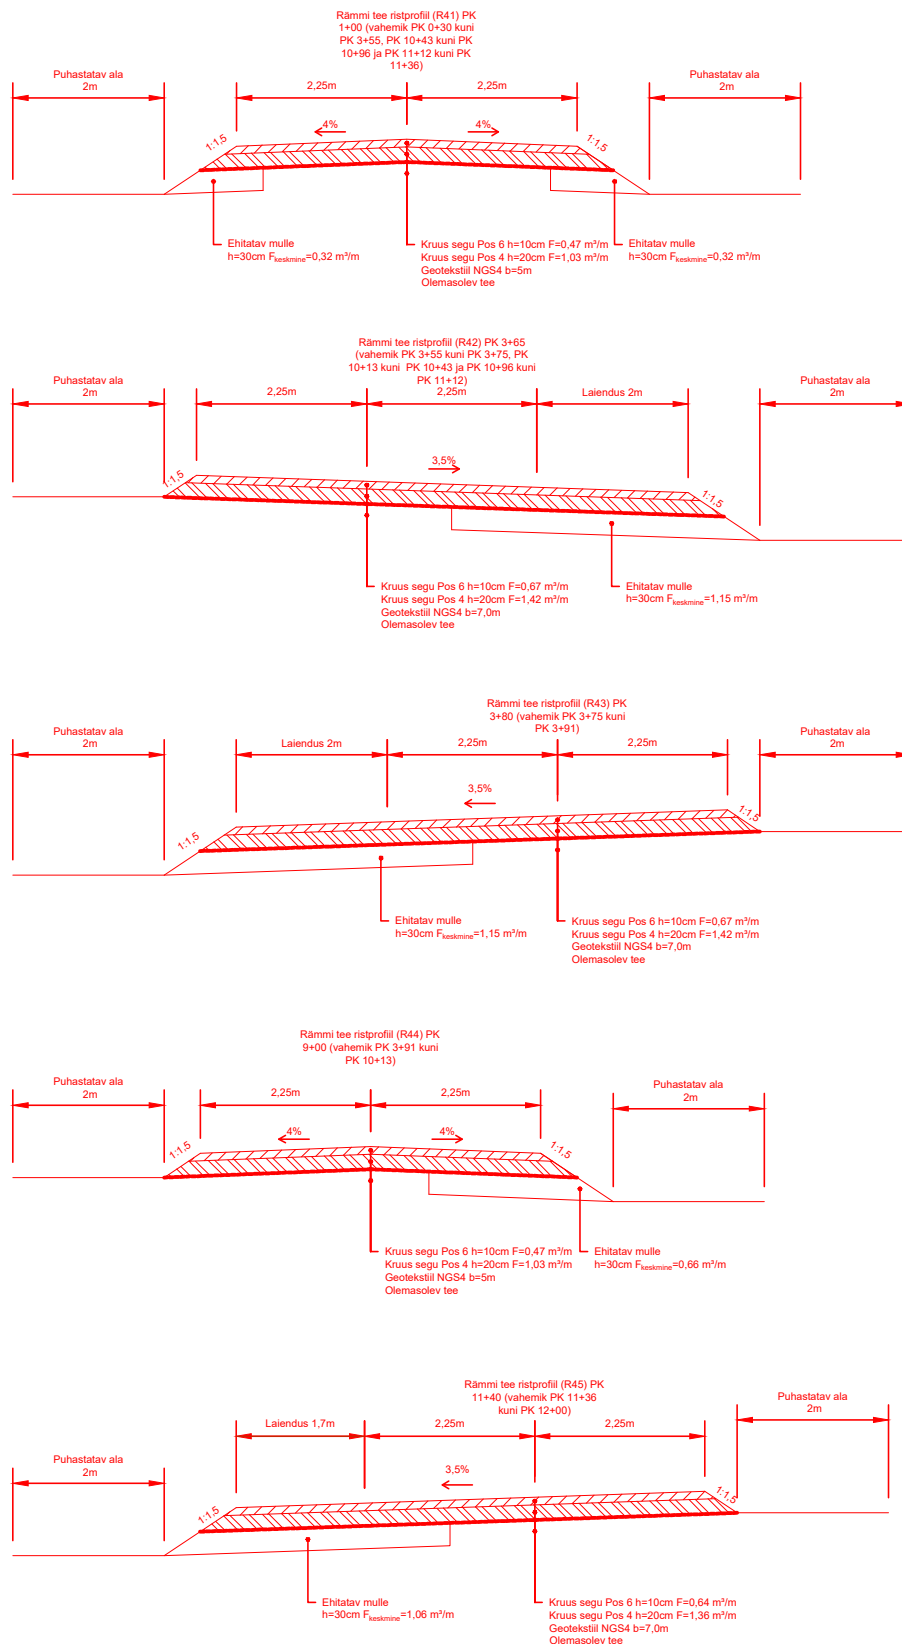 Rämmi tee ristprofiil (R41) PK
1+00 (vahemik PK 0+30 kuni
PK 3+55, PK 10+43 kuni PK
10+96 ja PK 11+12 kuni PK
11+36)
Puhastatav ala
2m
2,25m
2,25m
Puhastatav ala
2m
1:1,5
4%
4%
1:1,5
Ehitatav mulle
h=30cm Fkeskmine=0,32 m³/m
Kruus segu Pos 6 h=10cm F=0,47 m³/m
Kruus segu Pos 4 h=20cm F=1,03 m³/m
Geotekstiil NGS4 b=5m
Olemasolev tee
Ehitatav mulle
h=30cm Fkeskmine=0,32 m³/m
Rämmi tee ristprofiil (R42) PK 3+65
(vahemik PK 3+55 kuni PK 3+75, PK
10+13 kuni  PK 10+43 ja PK 10+96 kuni
PK 11+12)
Puhastatav ala
2m
2,25m
2,25m
Laiendus 2m
Puhastatav ala
2m
1:1,5
3,5%
1:1,5
Kruus segu Pos 6 h=10cm F=0,67 m³/m
Kruus segu Pos 4 h=20cm F=1,42 m³/m
Geotekstiil NGS4 b=7,0m
Olemasolev tee
Ehitatav mulle
h=30cm Fkeskmine=1,15 m³/m
Rämmi tee ristprofiil (R43) PK
3+80 (vahemik PK 3+75 kuni
PK 3+91)
Puhastatav ala
2m
Laiendus 2m
2,25m
2,25m
Puhastatav ala
2m
1:1,5
3,5%
1:1,5
Ehitatav mulle
h=30cm Fkeskmine=1,15 m³/m
Kruus segu Pos 6 h=10cm F=0,67 m³/m
Kruus segu Pos 4 h=20cm F=1,42 m³/m
Geotekstiil NGS4 b=7,0m
Olemasolev tee
Rämmi tee ristprofiil (R44) PK
9+00 (vahemik PK 3+91 kuni
PK 10+13)
Puhastatav ala
2m
2,25m
2,25m
Puhastatav ala
2m
1:1,5
4%
4%
1:1,5
Kruus segu Pos 6 h=10cm F=0,47 m³/m
Kruus segu Pos 4 h=20cm F=1,03 m³/m
Geotekstiil NGS4 b=5m
Olemasolev tee
Ehitatav mulle
h=30cm Fkeskmine=0,66 m³/m
Rämmi tee ristprofiil (R45) PK
11+40 (vahemik PK 11+36
kuni PK 12+00)
Puhastatav ala
2m
Laiendus 1,7m
2,25m
2,25m
Puhastatav ala
2m
1:1,5
3,5%
1:1,5
Ehitatav mulle
h=30cm Fkeskmine=1,06 m³/m
Kruus segu Pos 6 h=10cm F=0,64 m³/m
Kruus segu Pos 4 h=20cm F=1,36 m³/m
Geotekstiil NGS4 b=7,0m
Olemasolev tee